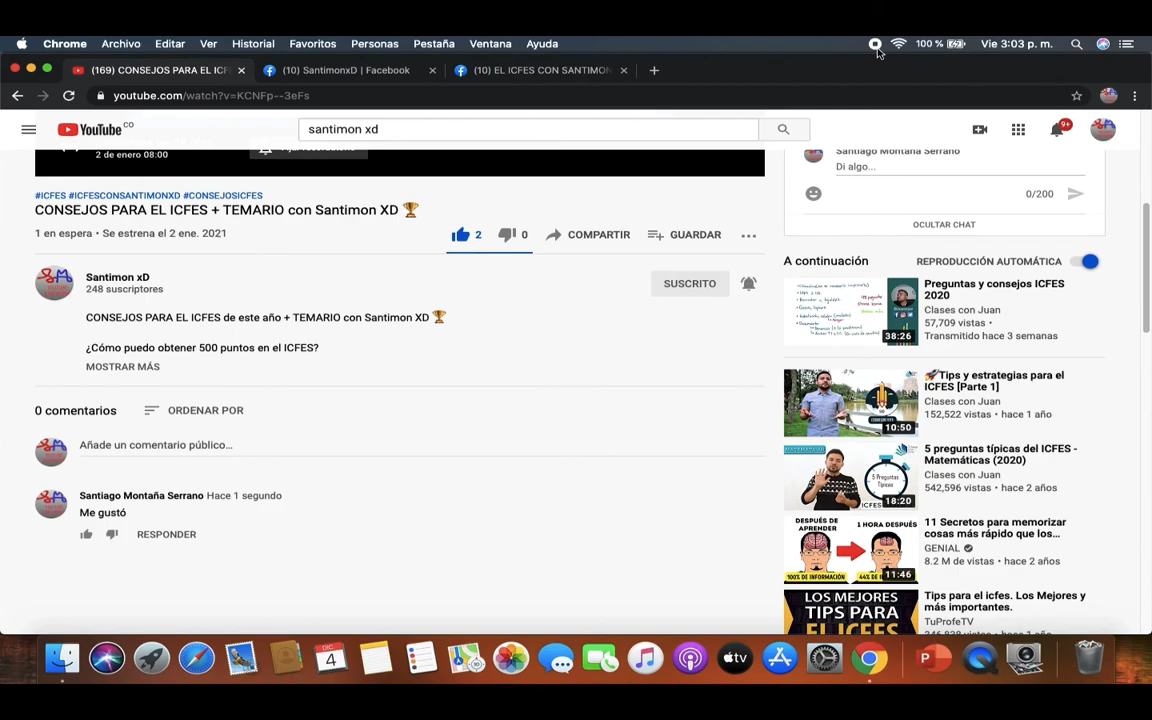 Chrome Archivo Editar Ver Historial Favoritos Personas Pestaña Ventana Ayuda 100 % Vie 3:03 p. m.
(169) CONSEJOS PARA EL ICF
(10) SantimonxD | Facebook
(10) EL ICFES CON SANTIMON
youtube.com/watch?v=KCNFp--3eFs
YouTube CO
santimon xd
9+
2 de enero 08:00
#ICFES #ICFESCONSANTIMONXD #CONSEJOSICFES
CONSEJOS PARA EL ICFES + TEMARIO con Santimon XD 🏆
1 en espera • Se estrena el 2 ene. 2021
2 0 COMPARTIR GUARDAR
Santimon xD
248 suscriptores
SUSCRITO
CONSEJOS PARA EL ICFES de este año + TEMARIO con Santimon XD 🏆
¿Cómo puedo obtener 500 puntos en el ICFES?
MOSTRAR MÁS
0 comentarios ORDENAR POR
Añade un comentario público...
Santiago Montaña Serrano Hace 1 segundo
Me gustó
RESPONDER
Santiago Montaña Serrano
Di algo...
0/200
OCULTAR CHAT
A continuación REPRODUCCIÓN AUTOMÁTICA
38:26
Preguntas y consejos ICFES
2020
Clases con Juan
57,709 vistas •
Transmitido hace 3 semanas
10:50
🚀Tips y estrategias para el
ICFES [Parte 1]
Clases con Juan
152,522 vistas • hace 1 año
5 Preguntas
Típicas
ICFES
18:20
5 preguntas típicas del ICFES -
Matemáticas (2020)
Clases con Juan
542,596 vistas • hace 2 años
DESPUÉS DE
APRENDER
1 HORA DESPUÉS
100% DE INFORMACIÓN
11:46
11 Secretos para memorizar
cosas más rápido que los...
GENIAL
8.2 M de vistas • hace 2 años
LOS MEJORES
TIPS PARA
EL ICFES
Tips para el icfes. Los Mejores y
más importantes.
TuProfeTV
DIC
4
tv